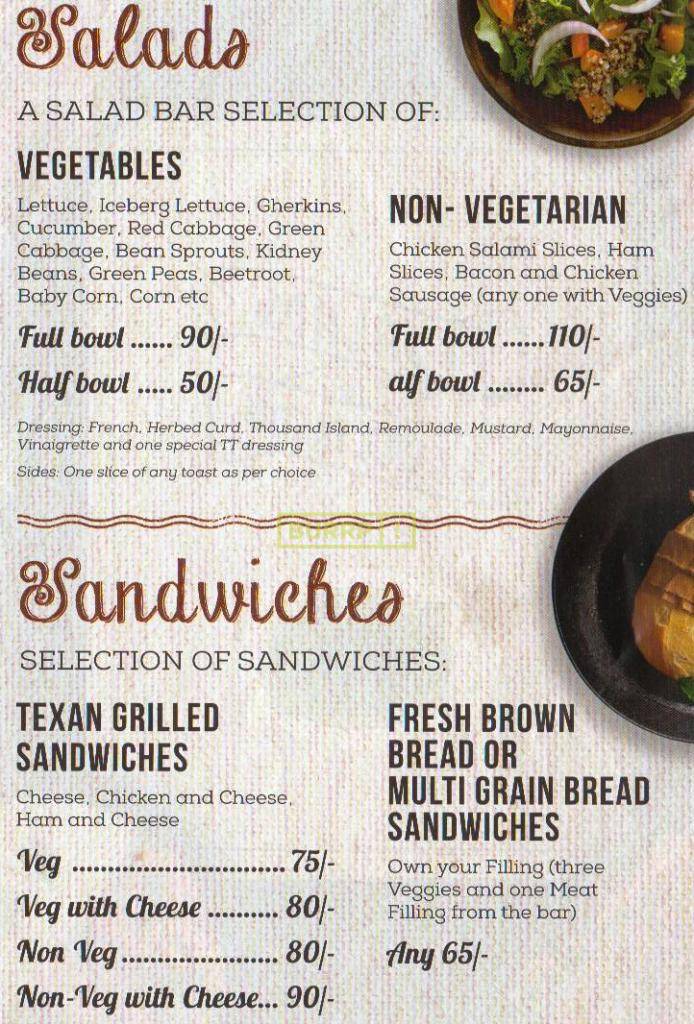 Salads
A SALAD BAR SELECTION OF:
VEGETABLES
Lettuce, Iceberg Lettuce, Gherkins,
Cucumber, Red Cabbage, Green
Cabbage, Bean Sprouts, Kidney
Beans, Green Peas, Beetroot,
Baby Corn, Corn etc
Full bowl ...... 90/-
Half bowl ..... 50/-
NON- VEGETARIAN
Chicken Salami Slices, Ham
Slices, Bacon and Chicken
Sausage (any one with Veggies)
Full bowl ......110/-
alf bowl ........ 65/-
Dressing: French, Herbed Curd, Thousand Island, Remoulade, Mustard, Mayonnaise,
Vinaigrette and one special TT dressing
Sides: One slice of any toast as per choice
BURRP!
Sandwiches
SELECTION OF SANDWICHES:
TEXAN GRILLED
SANDWICHES
Cheese, Chicken and Cheese,
Ham and Cheese
Veg .............................. 75/-
Veg with Cheese .......... 80/-
Non Veg ...................... 80/-
Non-Veg with Cheese... 90/-
FRESH BROWN
BREAD OR
MULTI GRAIN BREAD
SANDWICHES
Own your Filling (three
Veggies and one Meat
Filling from the bar)
Any 65/-